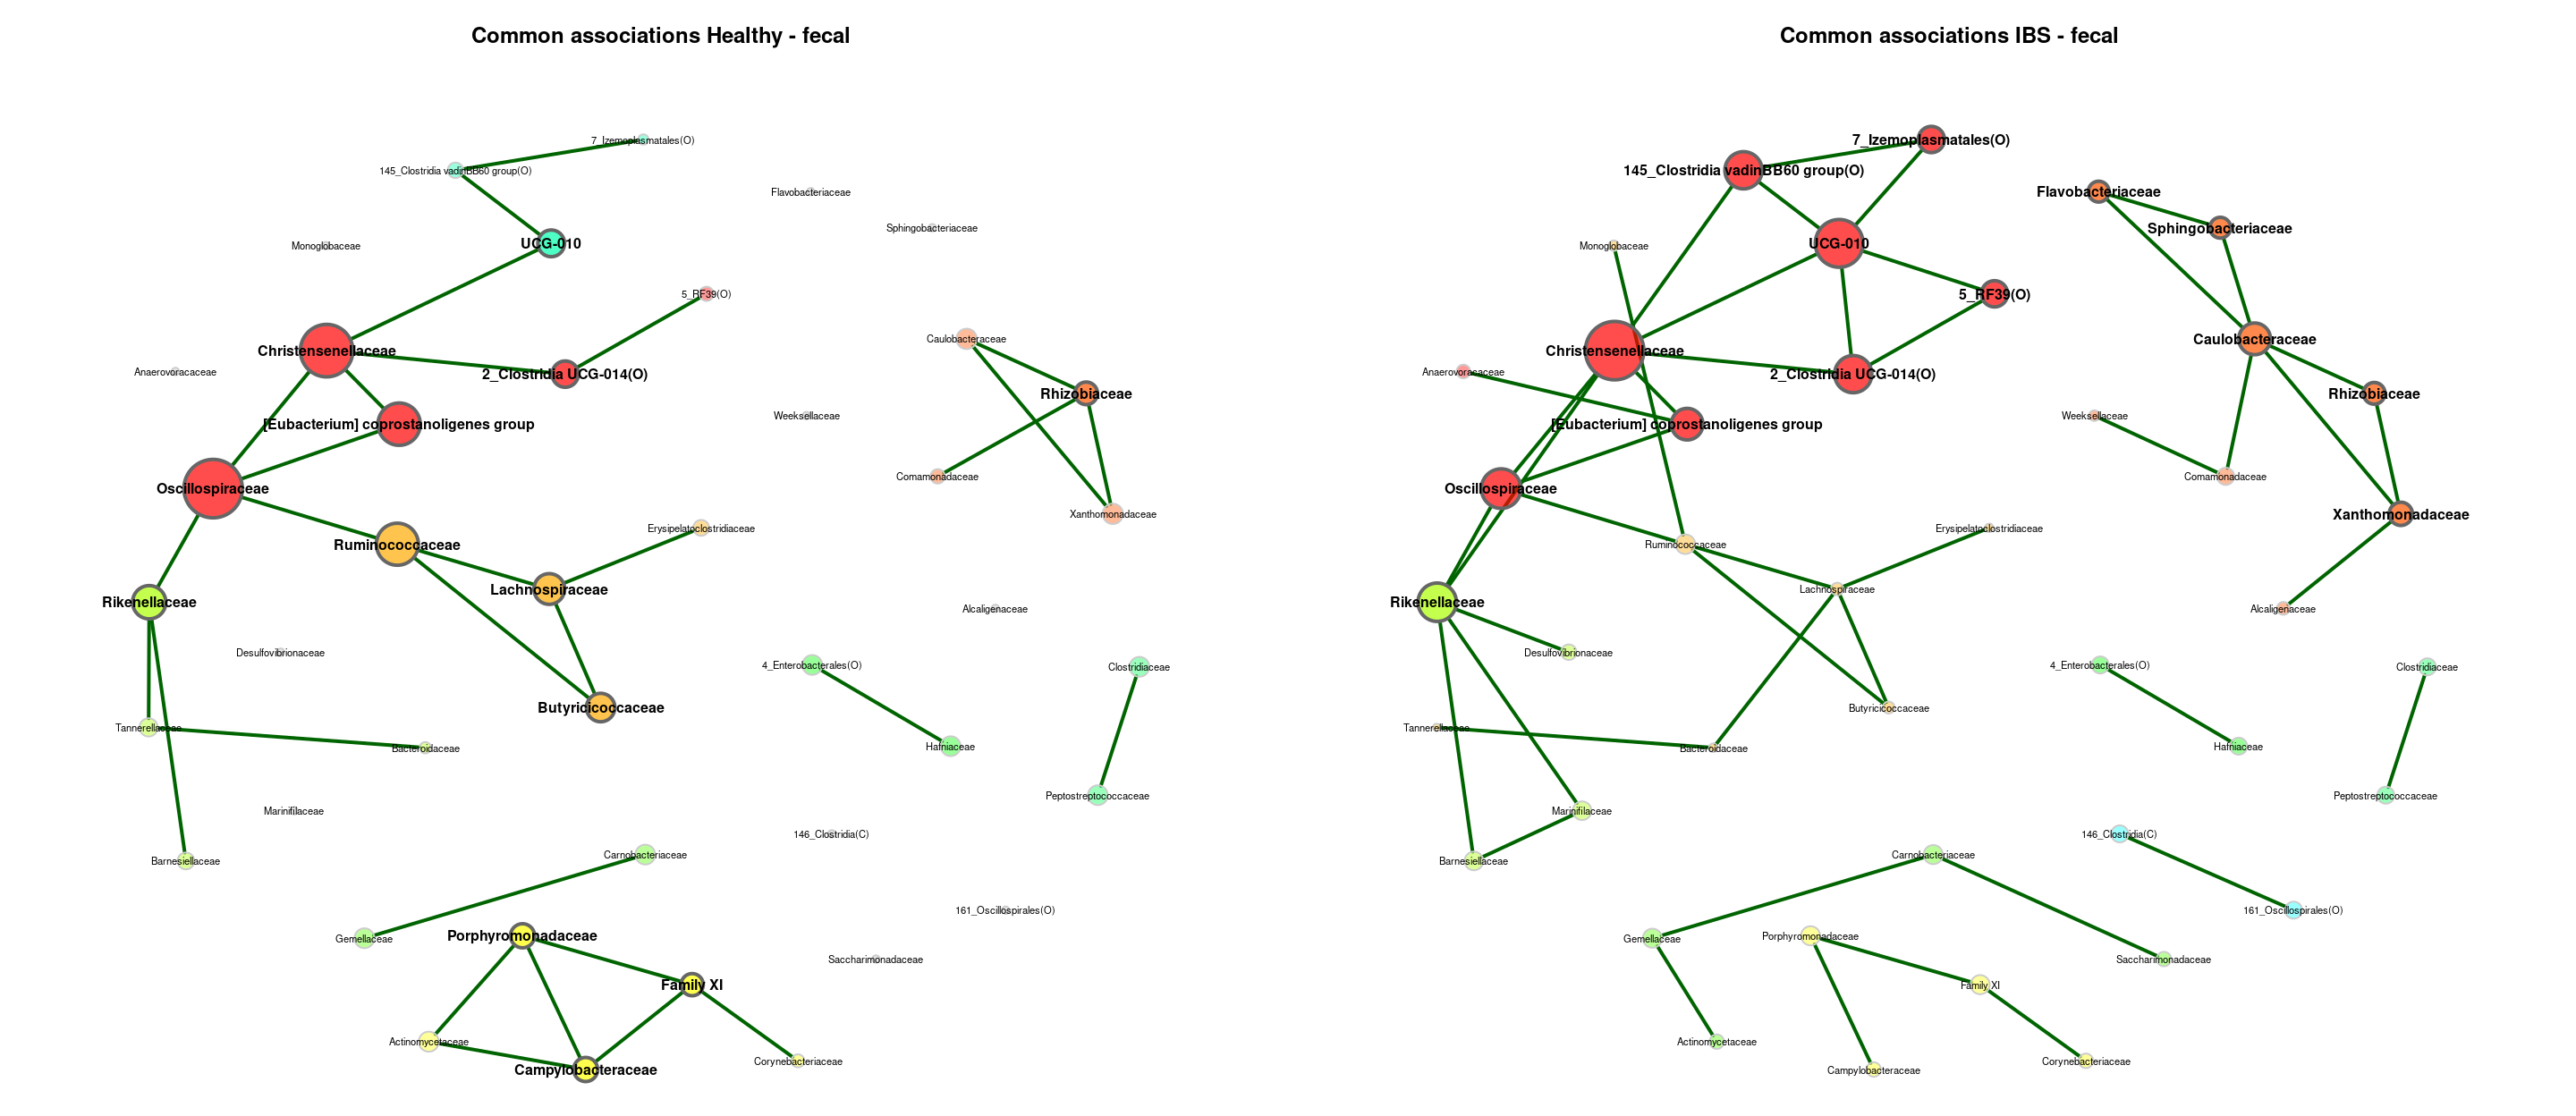 Common associations Healthy - fecal
7_Izemoplasmatales(O)
145_Clostridia vadinBB60 group(O)
Flavobacteriaceae
Sphingobacteriaceae
UCG-010
Monoglobaceae
5_RF39(O)
Caulobacteraceae
Christensenellaceae
Anaerovoracaceae
2_Clostridia UCG-014(O)
Rhizobiaceae
Weeksellaceae
[Eubacterium] coprostanoligenes group
Comamonadaceae
Oscillospiraceae
Xanthomonadaceae
Erysipelatoclostridiaceae
Ruminococcaceae
Lachnospiraceae
Rikenellaceae
Alcaligenaceae
Desulfovibrionaceae
4_Enterobacterales(O)
Clostridiaceae
Butyricicoccaceae
Tannerellaceae
Bacteroidaceae
Hafniaceae
Peptostreptococcaceae
Marinifilaceae
146_Clostridia(C)
Carnobacteriaceae
Barnesiellaceae
161_Oscillospirales(O)
Gemellaceae
Porphyromonadaceae
Saccharimonadaceae
Family XI
Actinomycetaceae
Corynebacteriaceae
Campylobacteraceae
Common associations IBS - fecal
7_Izemoplasmatales(O)
145_Clostridia vadinBB60 group(O)
Flavobacteriaceae
Sphingobacteriaceae
UCG-010
Monoglobaceae
5_RF39(O)
Caulobacteraceae
Christensenellaceae
Anaerovoracaceae
2_Clostridia UCG-014(O)
Rhizobiaceae
Weeksellaceae
[Eubacterium] coprostanoligenes group
Comamonadaceae
Oscillospiraceae
Xanthomonadaceae
Erysipelatoclostridiaceae
Ruminococcaceae
Lachnospiraceae
Rikenellaceae
Alcaligenaceae
Desulfovibrionaceae
4_Enterobacterales(O)
Clostridiaceae
Butyricicoccaceae
Tannerellaceae
Bacteroidaceae
Hafniaceae
Peptostreptococcaceae
Marinifilaceae
146_Clostridia(C)
Carnobacteriaceae
Barnesiellaceae
161_Oscillospirales(O)
Gemellaceae
Porphyromonadaceae
Saccharimonadaceae
Family XI
Actinomycetaceae
Corynebacteriaceae
Campylobacteraceae